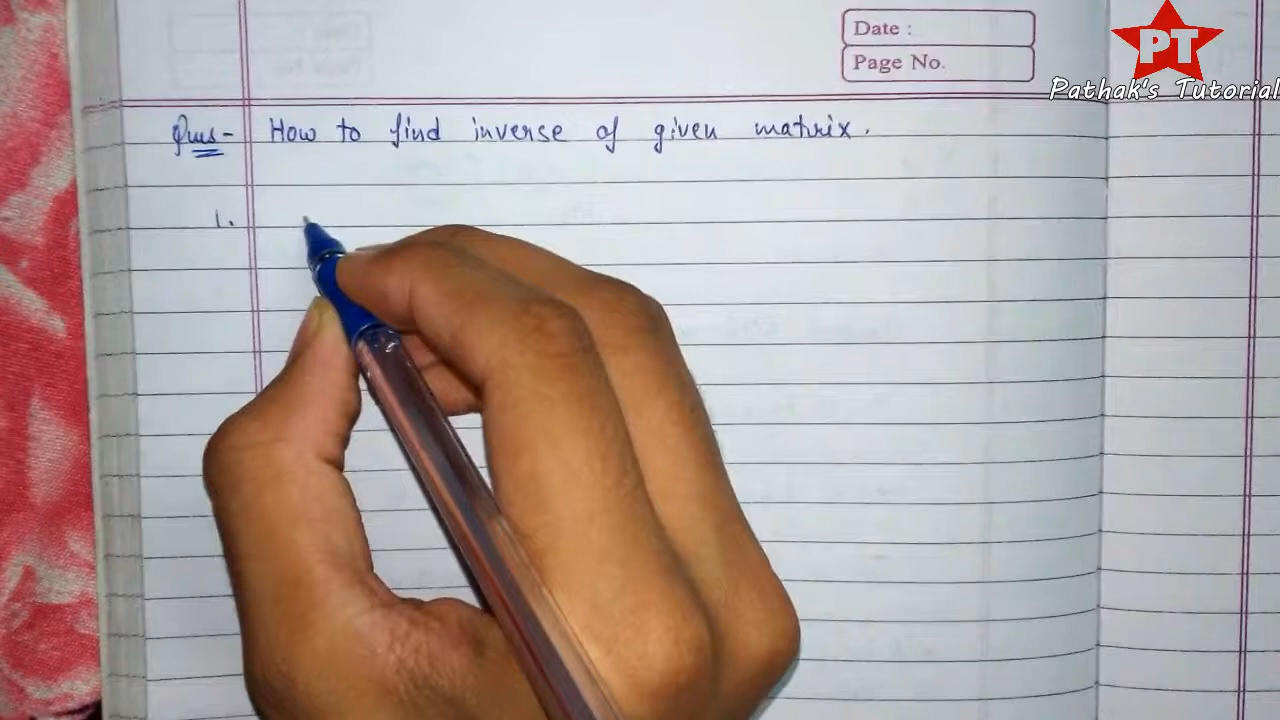 Date :
Page No.
PT
Pathak's Tutorial
Ques- How to find inverse of given matrix.
1.